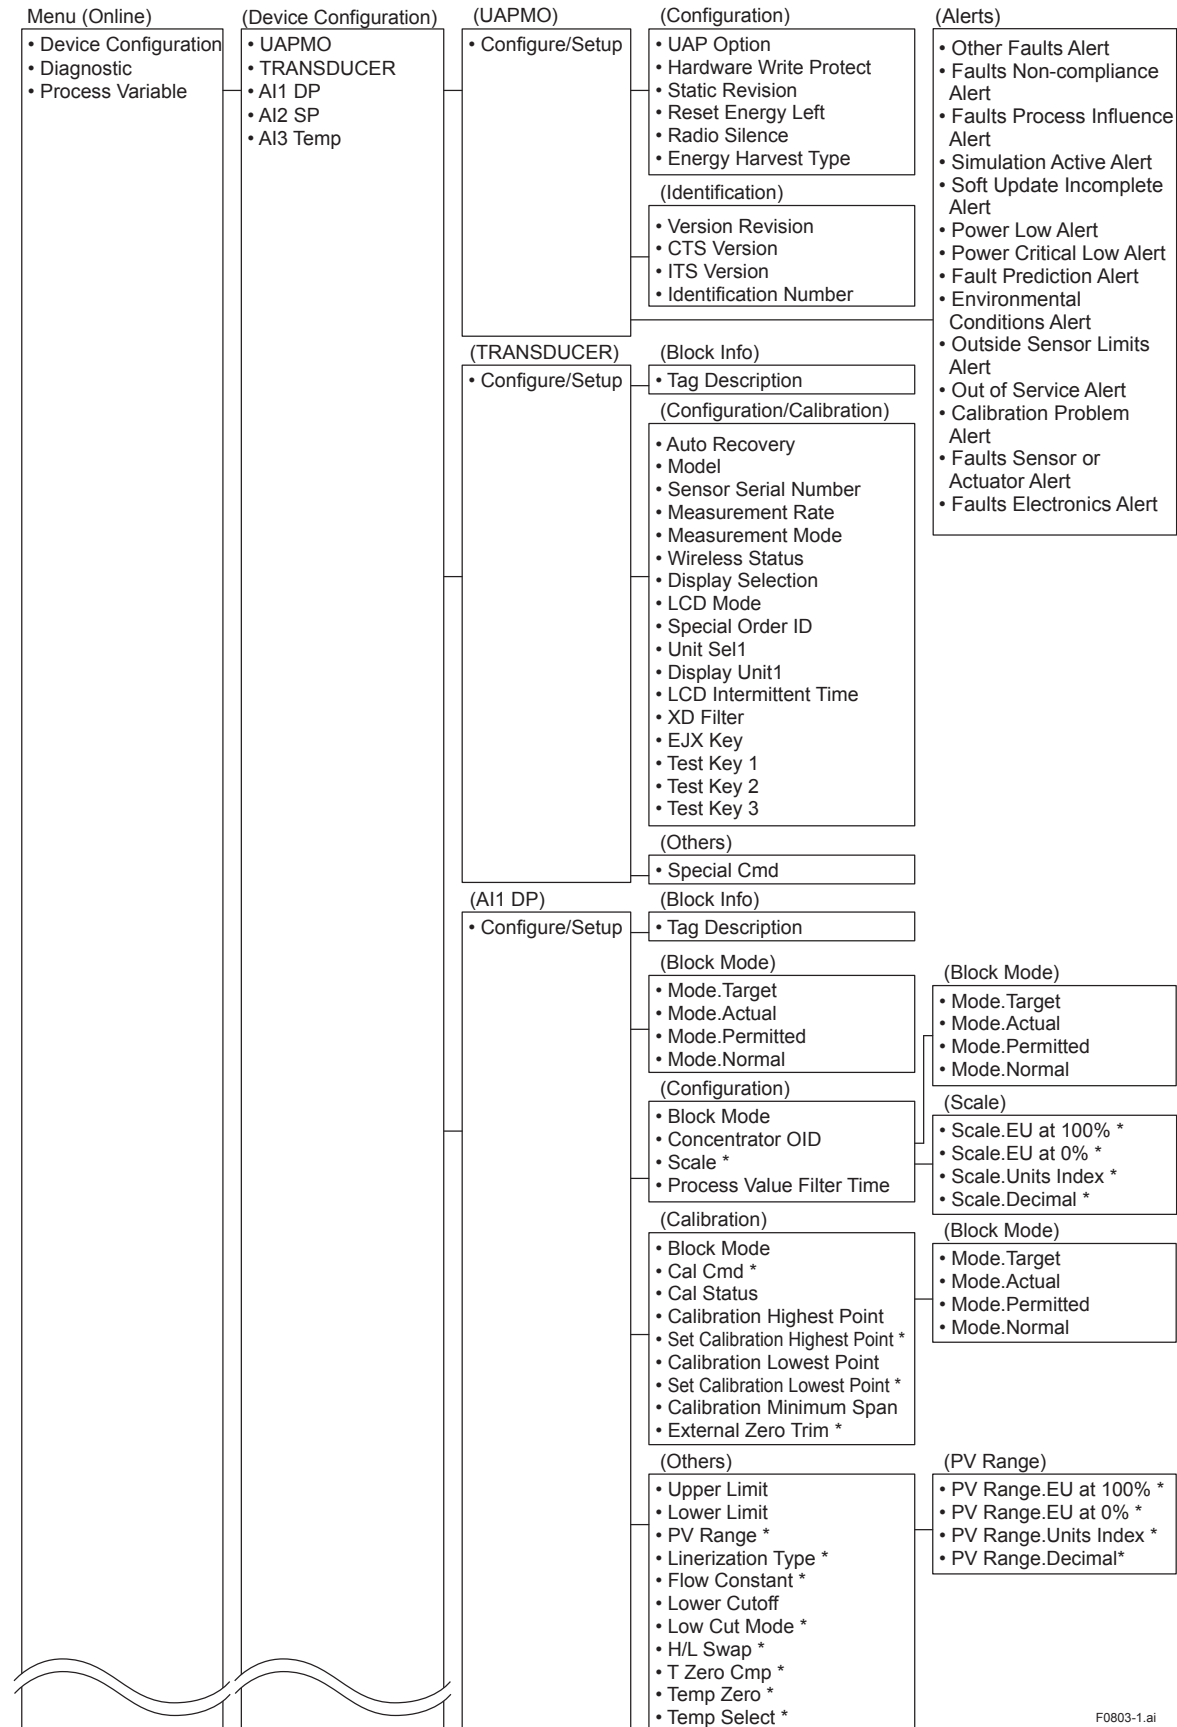 Menu (Online)
• Device Configuration
• Diagnostic
• Process Variable
(Device Configuration)
• UAPMO
• TRANSDUCER
• AI1 DP
• AI2 SP
• AI3 Temp
(UAPMO)
• Configure/Setup
(Configuration)
• UAP Option
• Hardware Write Protect
• Static Revision
• Reset Energy Left
• Radio Silence
• Energy Harvest Type
(Identification)
• Version Revision
• CTS Version
• ITS Version
• Identification Number
(Alerts)
• Other Faults Alert
• Faults Non-compliance
Alert
• Faults Process Influence
Alert
• Simulation Active Alert
• Soft Update Incomplete
Alert
• Power Low Alert
• Power Critical Low Alert
• Fault Prediction Alert
• Environmental
Conditions Alert
• Outside Sensor Limits
Alert
• Out of Service Alert
• Calibration Problem
Alert
• Faults Sensor or
Actuator Alert
• Faults Electronics Alert
(TRANSDUCER)
• Configure/Setup
(Block Info)
• Tag Description
(Configuration/Calibration)
• Auto Recovery
• Model
• Sensor Serial Number
• Measurement Rate
• Measurement Mode
• Wireless Status
• Display Selection
• LCD Mode
• Special Order ID
• Unit Sel1
• Display Unit1
• LCD Intermittent Time
• XD Filter
• EJX Key
• Test Key 1
• Test Key 2
• Test Key 3
(Others)
• Special Cmd
(AI1 DP)
• Configure/Setup
(Block Info)
• Tag Description
(Block Mode)
• Mode.Target
• Mode.Actual
• Mode.Permitted
• Mode.Normal
(Configuration)
• Block Mode
• Concentrator OID
• Scale *
• Process Value Filter Time
(Block Mode)
• Mode.Target
• Mode.Actual
• Mode.Permitted
• Mode.Normal
(Scale)
• Scale.EU at 100% *
• Scale.EU at 0% *
• Scale.Units Index *
• Scale.Decimal *
(Calibration)
• Block Mode
• Cal Cmd *
• Cal Status
• Calibration Highest Point
• Set Calibration Highest Point *
• Calibration Lowest Point
• Set Calibration Lowest Point *
• Calibration Minimum Span
• External Zero Trim *
(Block Mode)
• Mode.Target
• Mode.Actual
• Mode.Permitted
• Mode.Normal
(Others)
• Upper Limit
• Lower Limit
• PV Range *
• Linerization Type *
• Flow Constant *
• Lower Cutoff
• Low Cut Mode *
• H/L Swap *
• T Zero Cmp *
• Temp Zero *
• Temp Select *
(PV Range)
• PV Range.EU at 100% *
• PV Range.EU at 0% *
• PV Range.Units Index *
• PV Range.Decimal*
F0803-1.ai